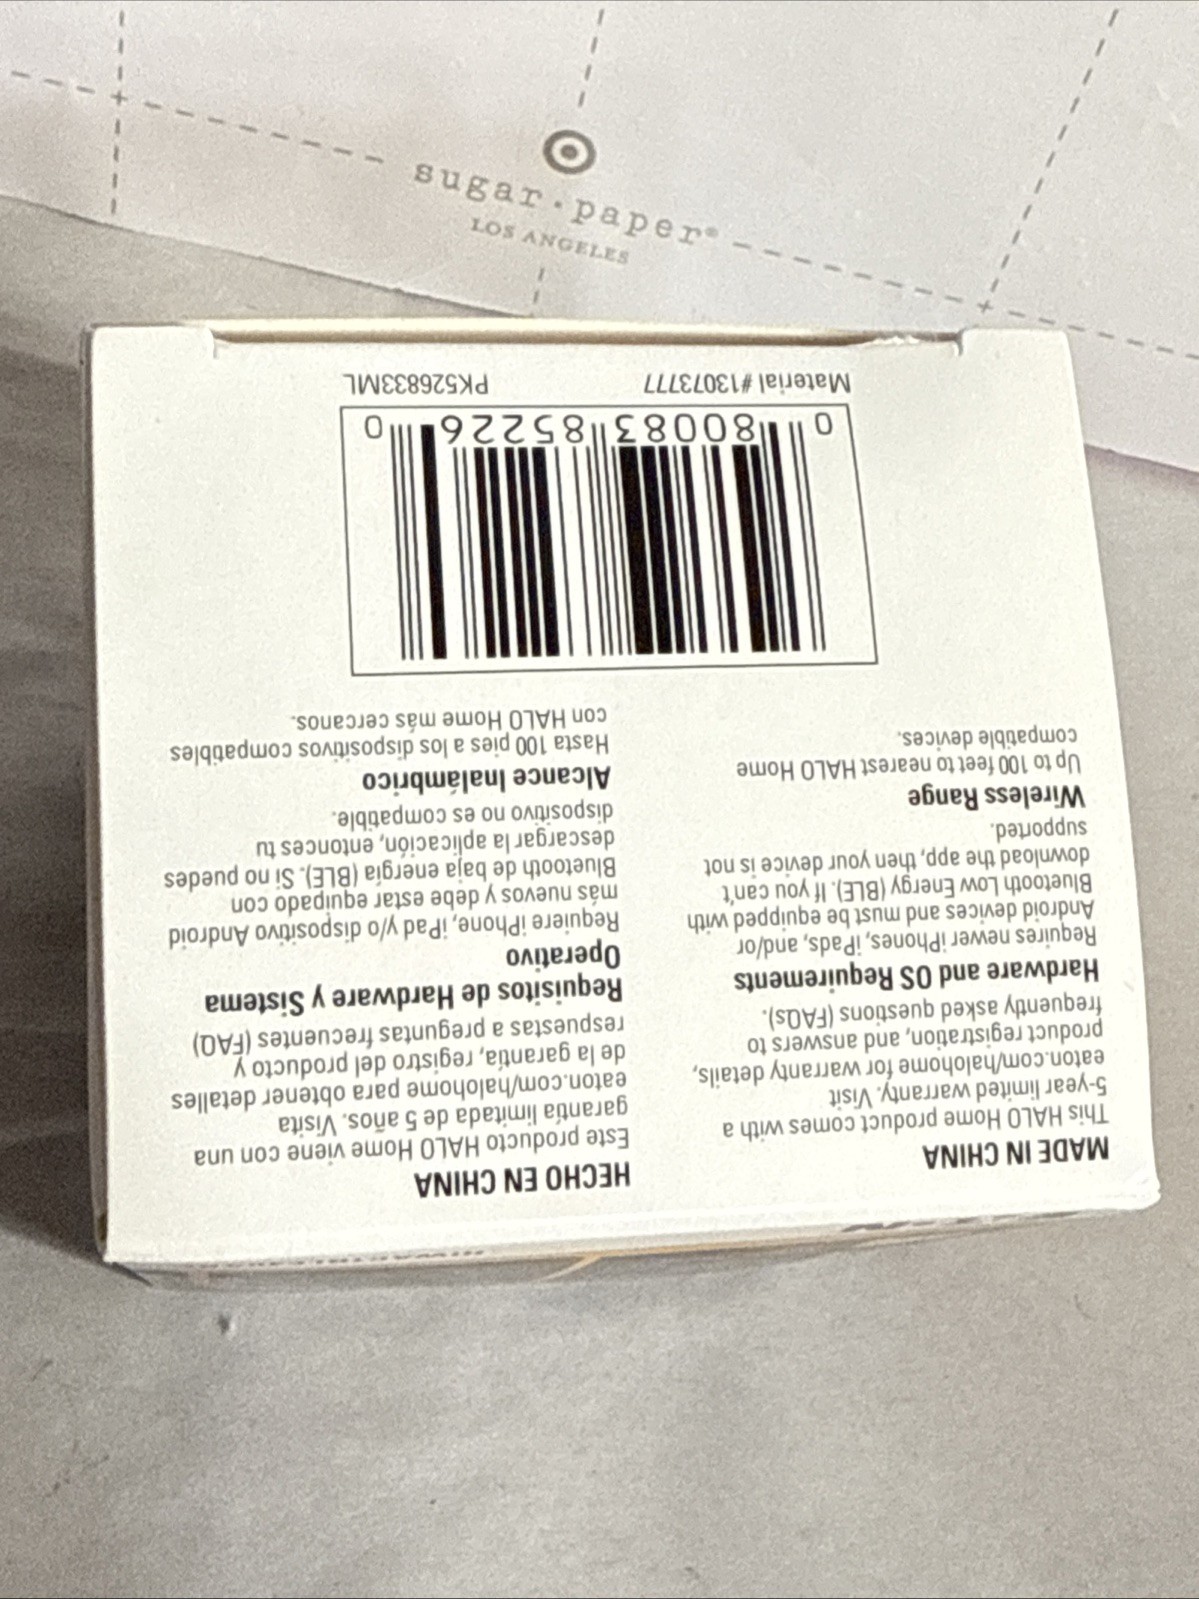 sugar·paper®
LOS ANGELES
MADE IN CHINA
This HALO Home product comes with a
5-year limited warranty. Visit
eaton.com/halohome for warranty details,
product registration, and answers to
frequently asked questions (FAQs).
Hardware and OS Requirements
Requires newer iPhones, iPads, and/or
Android devices and must be equipped with
Bluetooth Low Energy (BLE). If you can't
download the app, then your device is not
supported.
Wireless Range
Up to 100 feet to nearest HALO Home
compatible devices.
HECHO EN CHINA
Este producto HALO Home viene con una
garantía limitada de 5 años. Visita
eaton.com/halohome para obtener detalles
de la garantía, registro del producto y
respuestas a preguntas frecuentes (FAQ)
Requisitos de Hardware y Sistema
Operativo
Requiere iPhone, iPad y/o dispositivo Android
más nuevos y debe estar equipado con
Bluetooth de baja energía (BLE). Si no puedes
descargar la aplicación, entonces tu
dispositivo no es compatible.
Alcance Inalámbrico
Hasta 100 pies a los dispositivos compatibles
con HALO Home más cercanos.
0 80083 85226 0
Material #13073777 PK526833ML